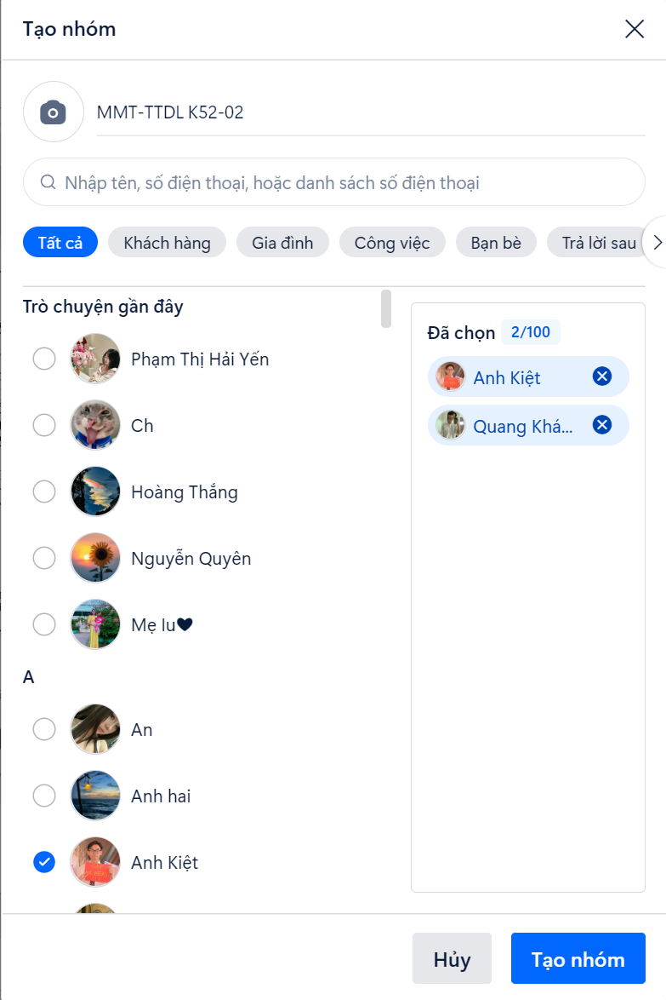 Tạo nhóm
MMT-TTDL K52-02
Nhập tên, số điện thoại, hoặc danh sách số điện thoại
Tất cả Khách hàng Gia đình Công việc Bạn bè Trả lời sau
Trò chuyện gần đây
Phạm Thị Hải Yến
Ch
Hoàng Thắng
Nguyễn Quyên
Mẹ Iu🖤
A
An
Anh hai
Anh Kiệt
Đã chọn 2/100
Anh Kiệt
Quang Khá...
Hủy Tạo nhóm